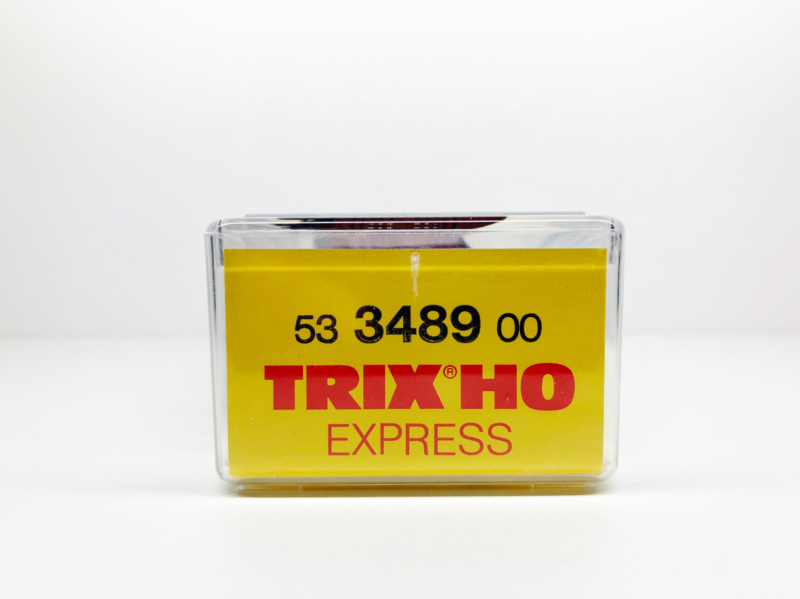 53 3489 00
TRIX® HO
EXPRESS